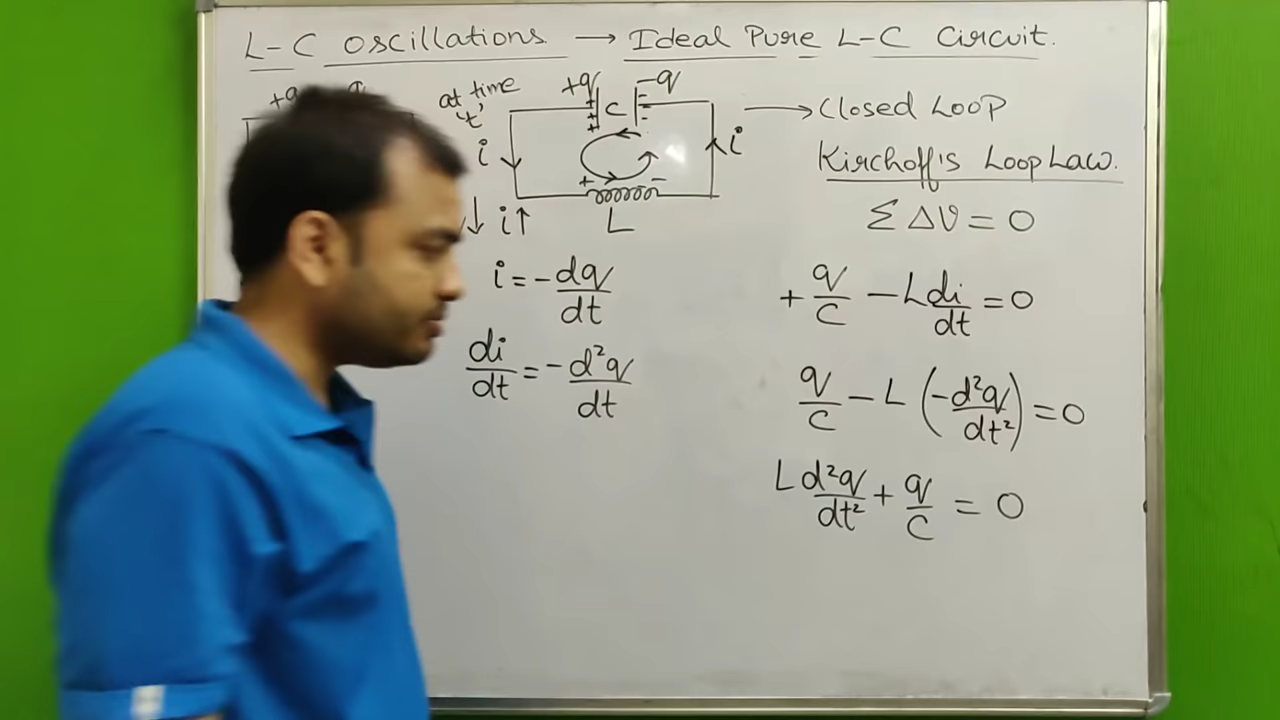 L-C oscillations → Ideal Pure L-C Circuit.
+q
at time 't'
+q -q
C
i
i
+ -
L
↓ i↑
i = -dq/dt
di/dt = -d²q/dt
→ Closed Loop
Kirchoff's Loop Law.
Σ ΔV = 0
+ q/C - L di/dt = 0
q/C - L (-d²q/dt²) = 0
L d²q/dt² + q/C = 0